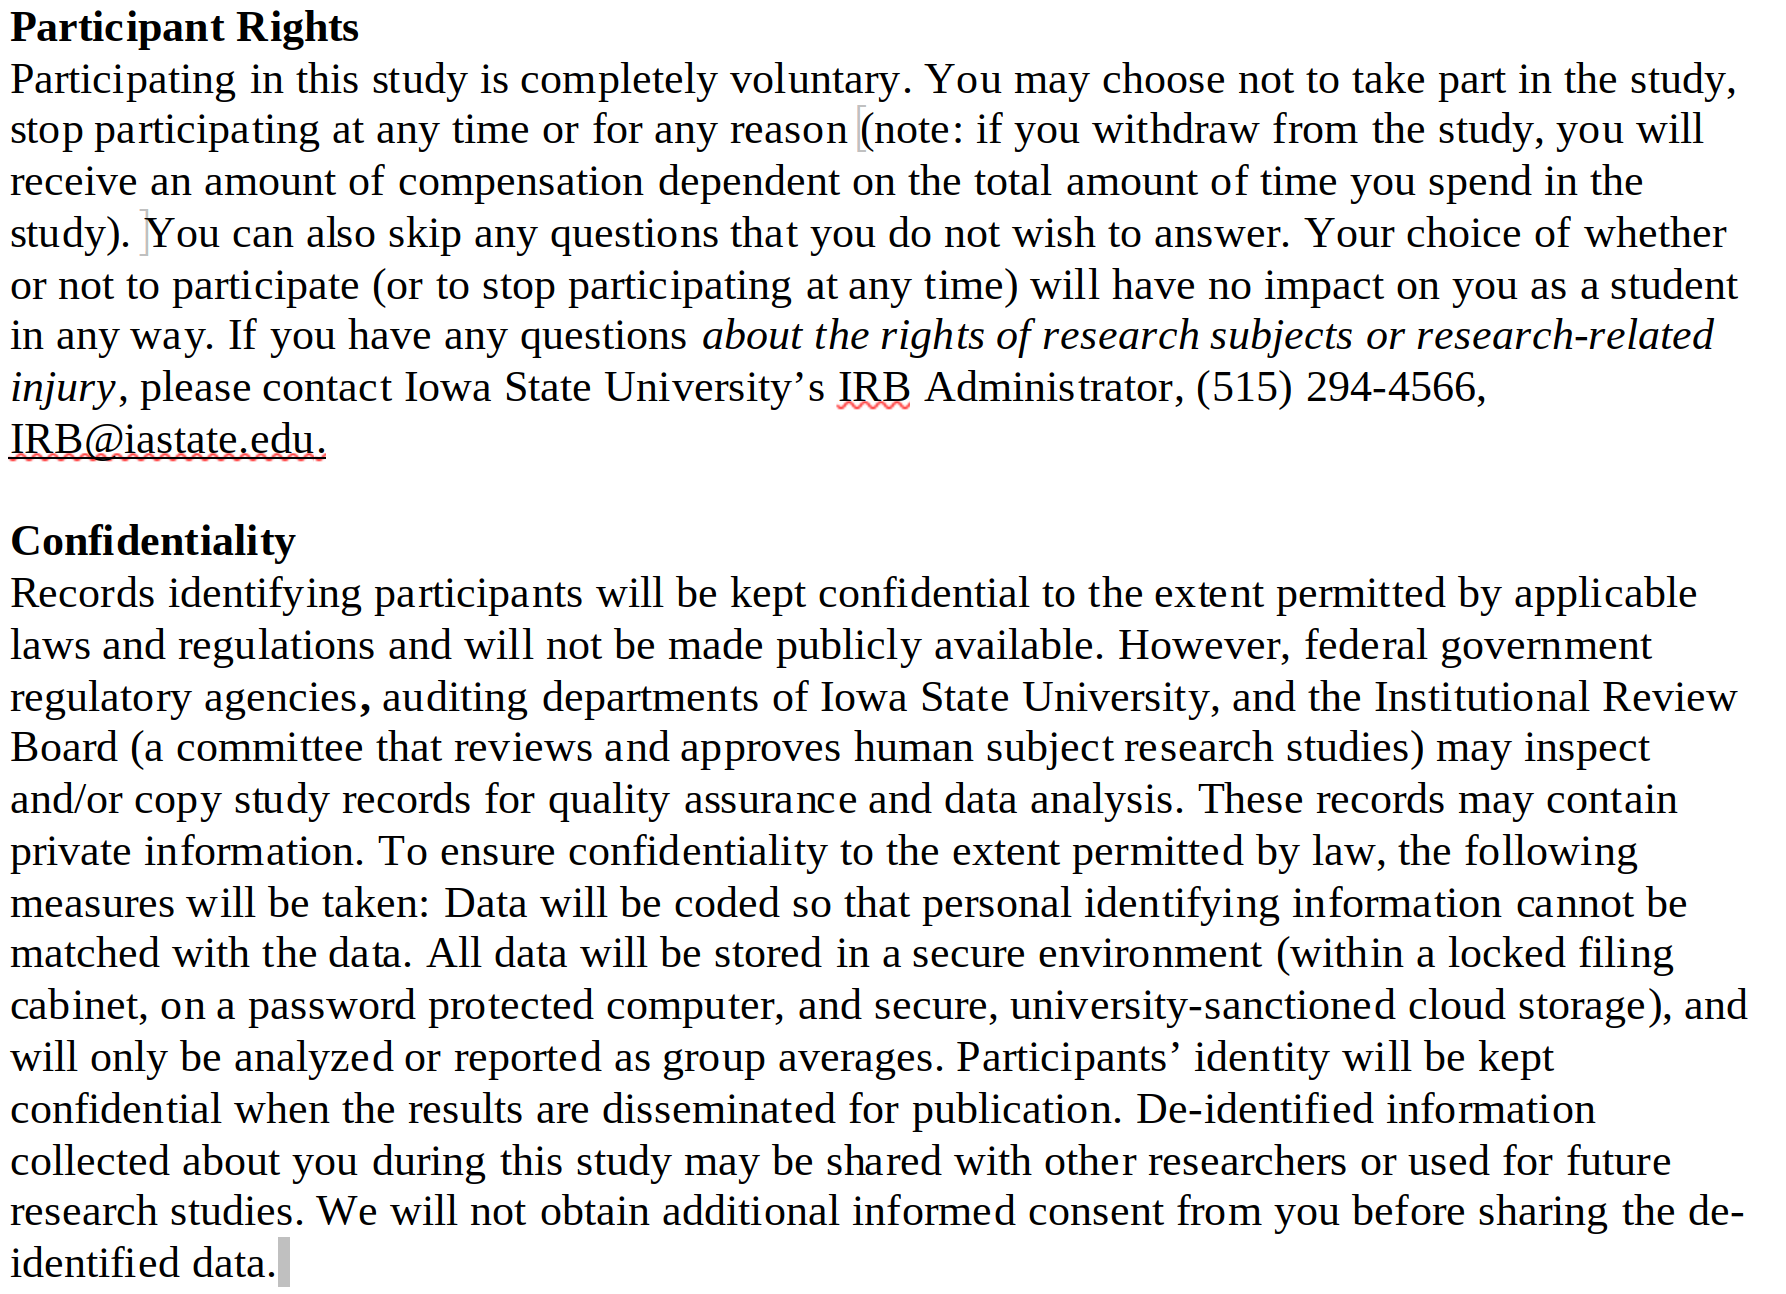 Participant Rights
Participating in this study is completely voluntary. You may choose not to take part in the study,
stop participating at any time or for any reason (note: if you withdraw from the study, you will
receive an amount of compensation dependent on the total amount of time you spend in the
study). You can also skip any questions that you do not wish to answer. Your choice of whether
or not to participate (or to stop participating at any time) will have no impact on you as a student
in any way. If you have any questions about the rights of research subjects or research-related
injury, please contact Iowa State University’s IRB Administrator, (515) 294-4566,
IRB@iastate.edu.
Confidentiality
Records identifying participants will be kept confidential to the extent permitted by applicable
laws and regulations and will not be made publicly available. However, federal government
regulatory agencies, auditing departments of Iowa State University, and the Institutional Review
Board (a committee that reviews and approves human subject research studies) may inspect
and/or copy study records for quality assurance and data analysis. These records may contain
private information. To ensure confidentiality to the extent permitted by law, the following
measures will be taken: Data will be coded so that personal identifying information cannot be
matched with the data. All data will be stored in a secure environment (within a locked filing
cabinet, on a password protected computer, and secure, university-sanctioned cloud storage), and
will only be analyzed or reported as group averages. Participants’ identity will be kept
confidential when the results are disseminated for publication. De-identified information
collected about you during this study may be shared with other researchers or used for future
research studies. We will not obtain additional informed consent from you before sharing the de-
identified data.